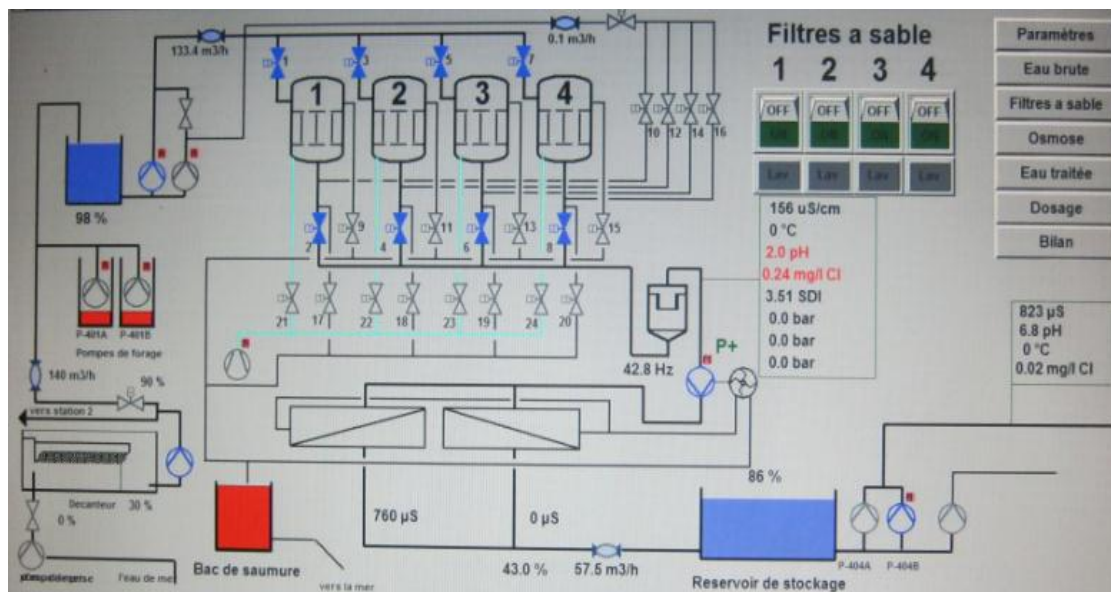 133.4 m3/h
0.1 m3/h
1
3
5
7
1
2
3
4
10
12
14
16
Filtres a sable
1 2 3 4
OFF OFF OFF OFF
ON ON ON ON
Lav Lav Lav Lav
Paramètres
Eau brute
Filtres a sable
Osmose
Eau traitée
Dosage
Bilan
98 %
2
9
4
11
6
13
8
15
156 uS/cm
0 °C
2.0 pH
0.24 mg/l Cl
3.51 SDI
0.0 bar
0.0 bar
0.0 bar
P-401A P-401B
Pompes de forage
21
17
22
18
23
19
24
20
42.8 Hz
P+
823 µS
6.8 pH
0 °C
0.02 mg/l Cl
140 m3/h
90 %
vers station 2
Decanteur
30 %
0 %
l'eau de mer
Bac de saumure
vers la mer
760 µS
0 µS
43.0 %
57.5 m3/h
86 %
Reservoir de stockage
P-404A P-404B